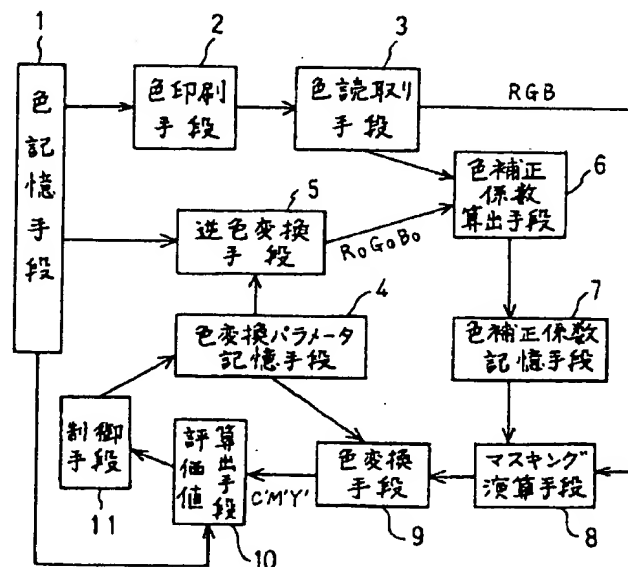 1
色記憶手段
2
色印刷
手段
3
色読取り
手段
RGB
色補正
係数
算出手段
6
5
逆色変換
手段
R₀G₀B₀
4
色変換パラメータ
記憶手段
7
色補正係数
記憶手段
制御
手段
11
評価値
算出手段
10
C'M'Y'
色変換
手段
9
マスキング
演算手段
8